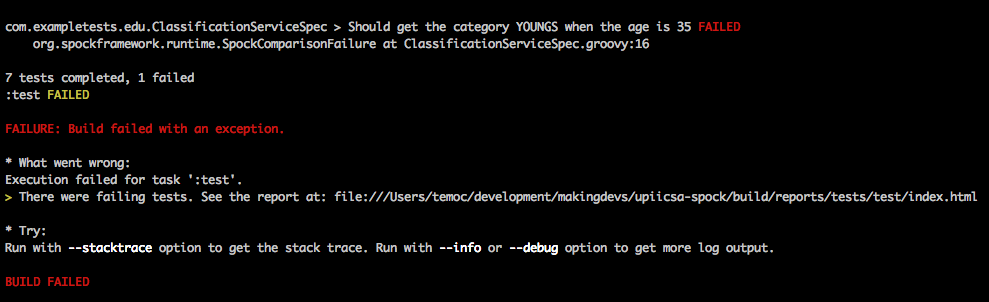 com.exampletests.edu.ClassificationServiceSpec > Should get the category YOUNGS when the age is 35 FAILED
    org.spockframework.runtime.SpockComparisonFailure at ClassificationServiceSpec.groovy:16
7 tests completed, 1 failed
:test FAILED
FAILURE: Build failed with an exception.
* What went wrong:
Execution failed for task ':test'.
> There were failing tests. See the report at: file:///Users/temoc/development/makingdevs/upiicsa-spock/build/reports/tests/test/index.html
* Try:
Run with --stacktrace option to get the stack trace. Run with --info or --debug option to get more log output.
BUILD FAILED